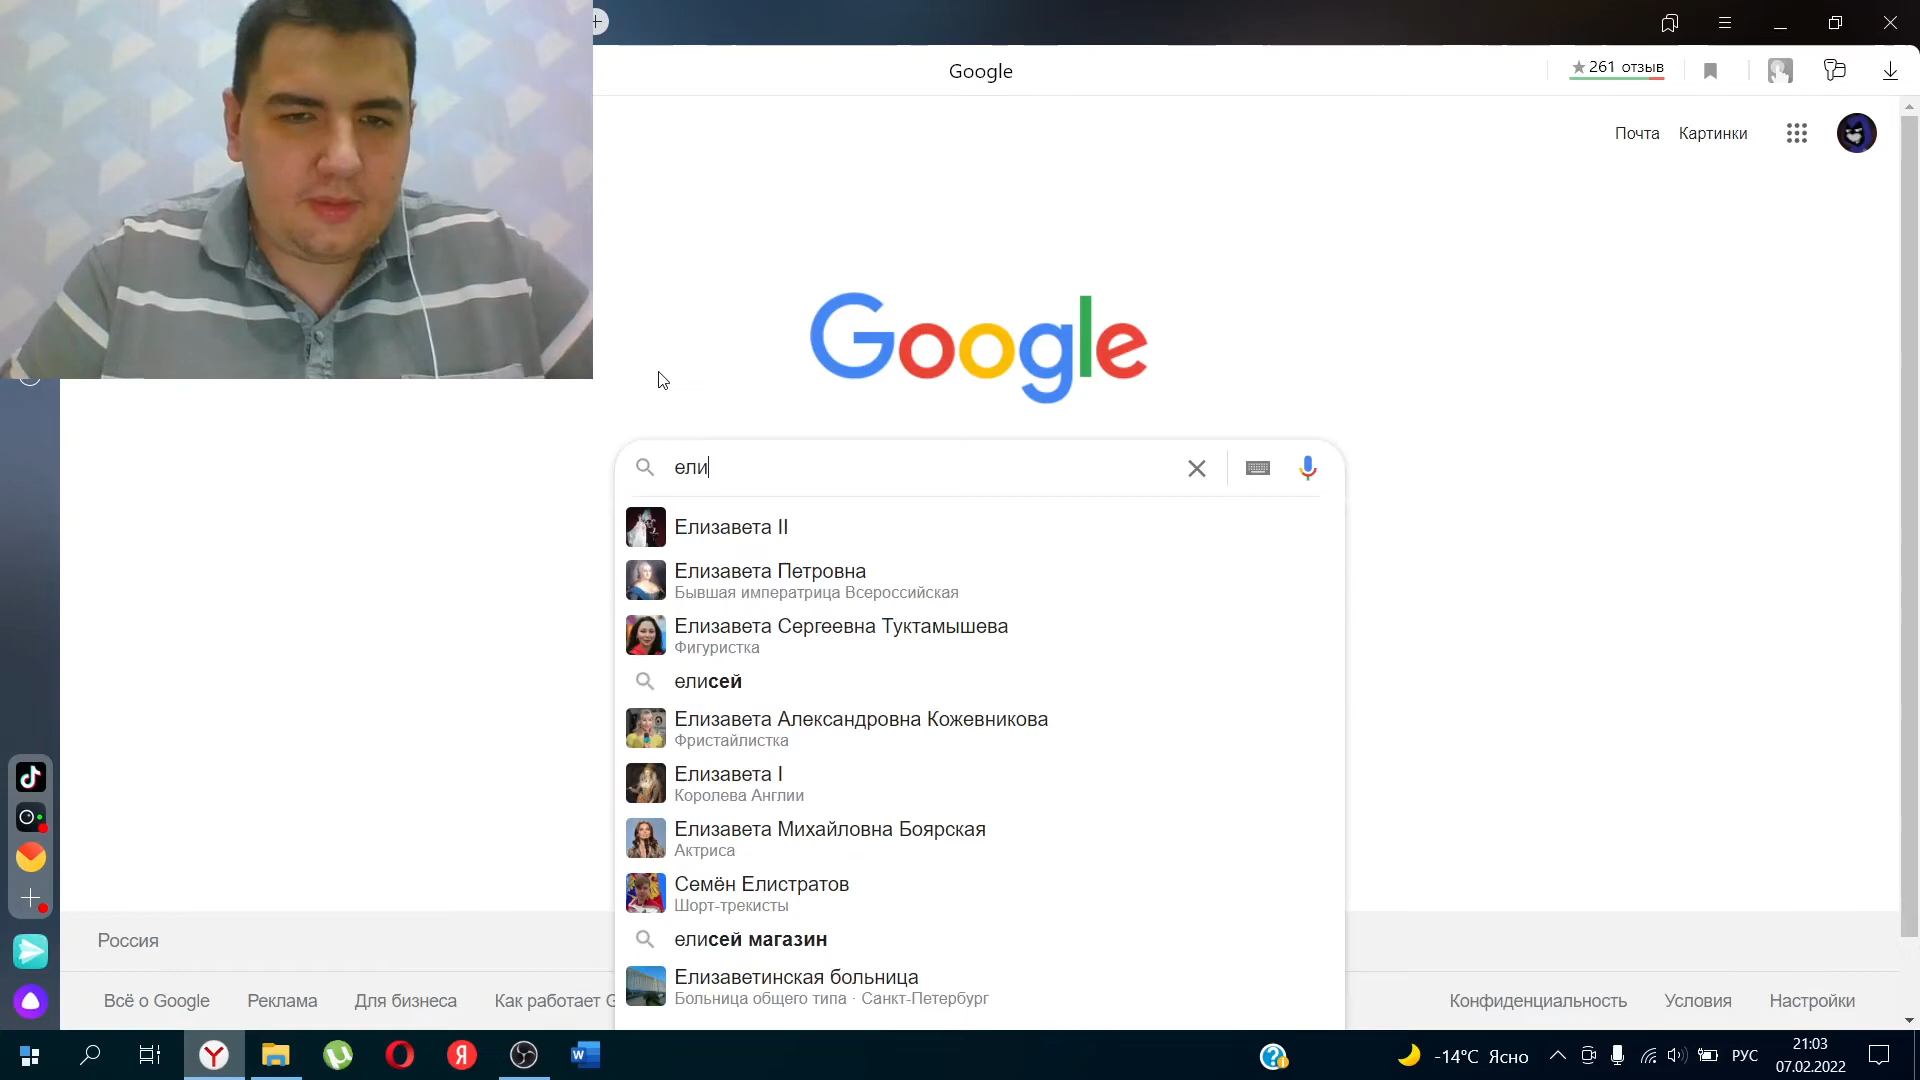 Google
261 отзыв
Почта Картинки
Google
ели
Елизавета II
Елизавета Петровна
Бывшая императрица Всероссийская
Елизавета Сергеевна Туктамышева
Фигуристка
елисей
Елизавета Александровна Кожевникова
Фристайлистка
Елизавета I
Королева Англии
Елизавета Михайловна Боярская
Актриса
Семён Елистратов
Шорт-трекисты
елисей магазин
Елизаветинская больница
Больница общего типа · Санкт-Петербург
Россия
Всё о Google Реклама Для бизнеса Как работает G Конфиденциальность Условия Настройки
-14°C Ясно РУС 21:03
07.02.2022